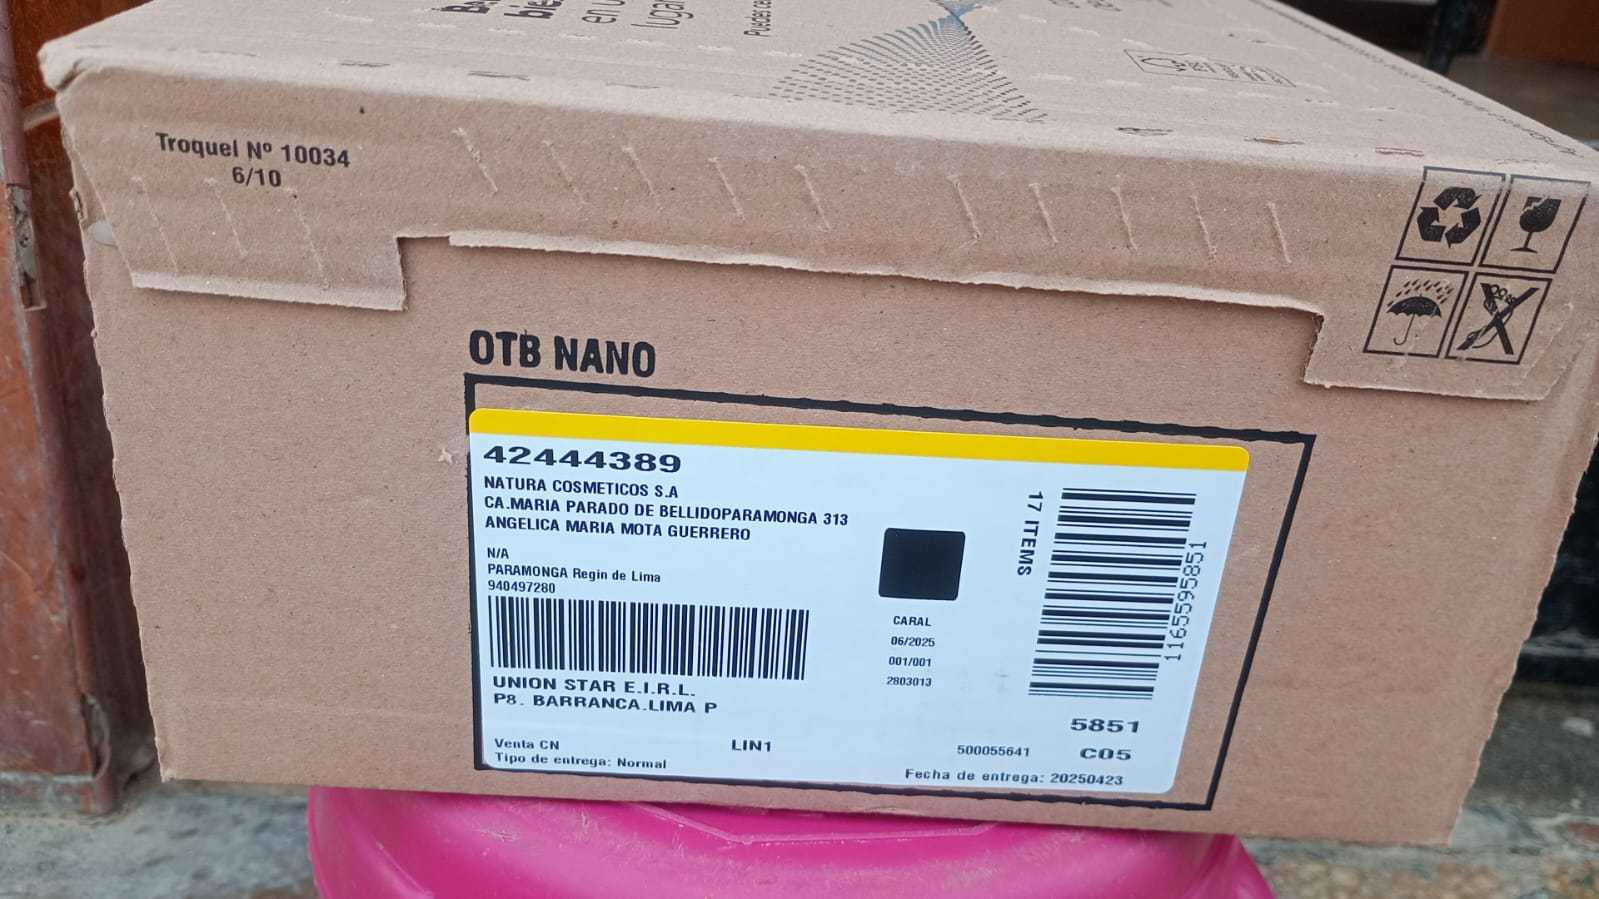 en
lugar
Troquel Nº 10034
6/10
OTB NANO
42444389
NATURA COSMETICOS S.A
CA.MARIA PARADO DE BELLIDOPARAMONGA 313
ANGELICA MARIA MOTA GUERRERO
N/A
PARAMONGA Regin de Lima
940497280
UNION STAR E.I.R.L.
P8. BARRANCA.LIMA P
Venta CN
LIN1
Tipo de entrega: Normal
CARAL
06/2025
001/001
2803013
17 ITEMS
1165595851
5851
500055641
C05
Fecha de entrega: 20250423